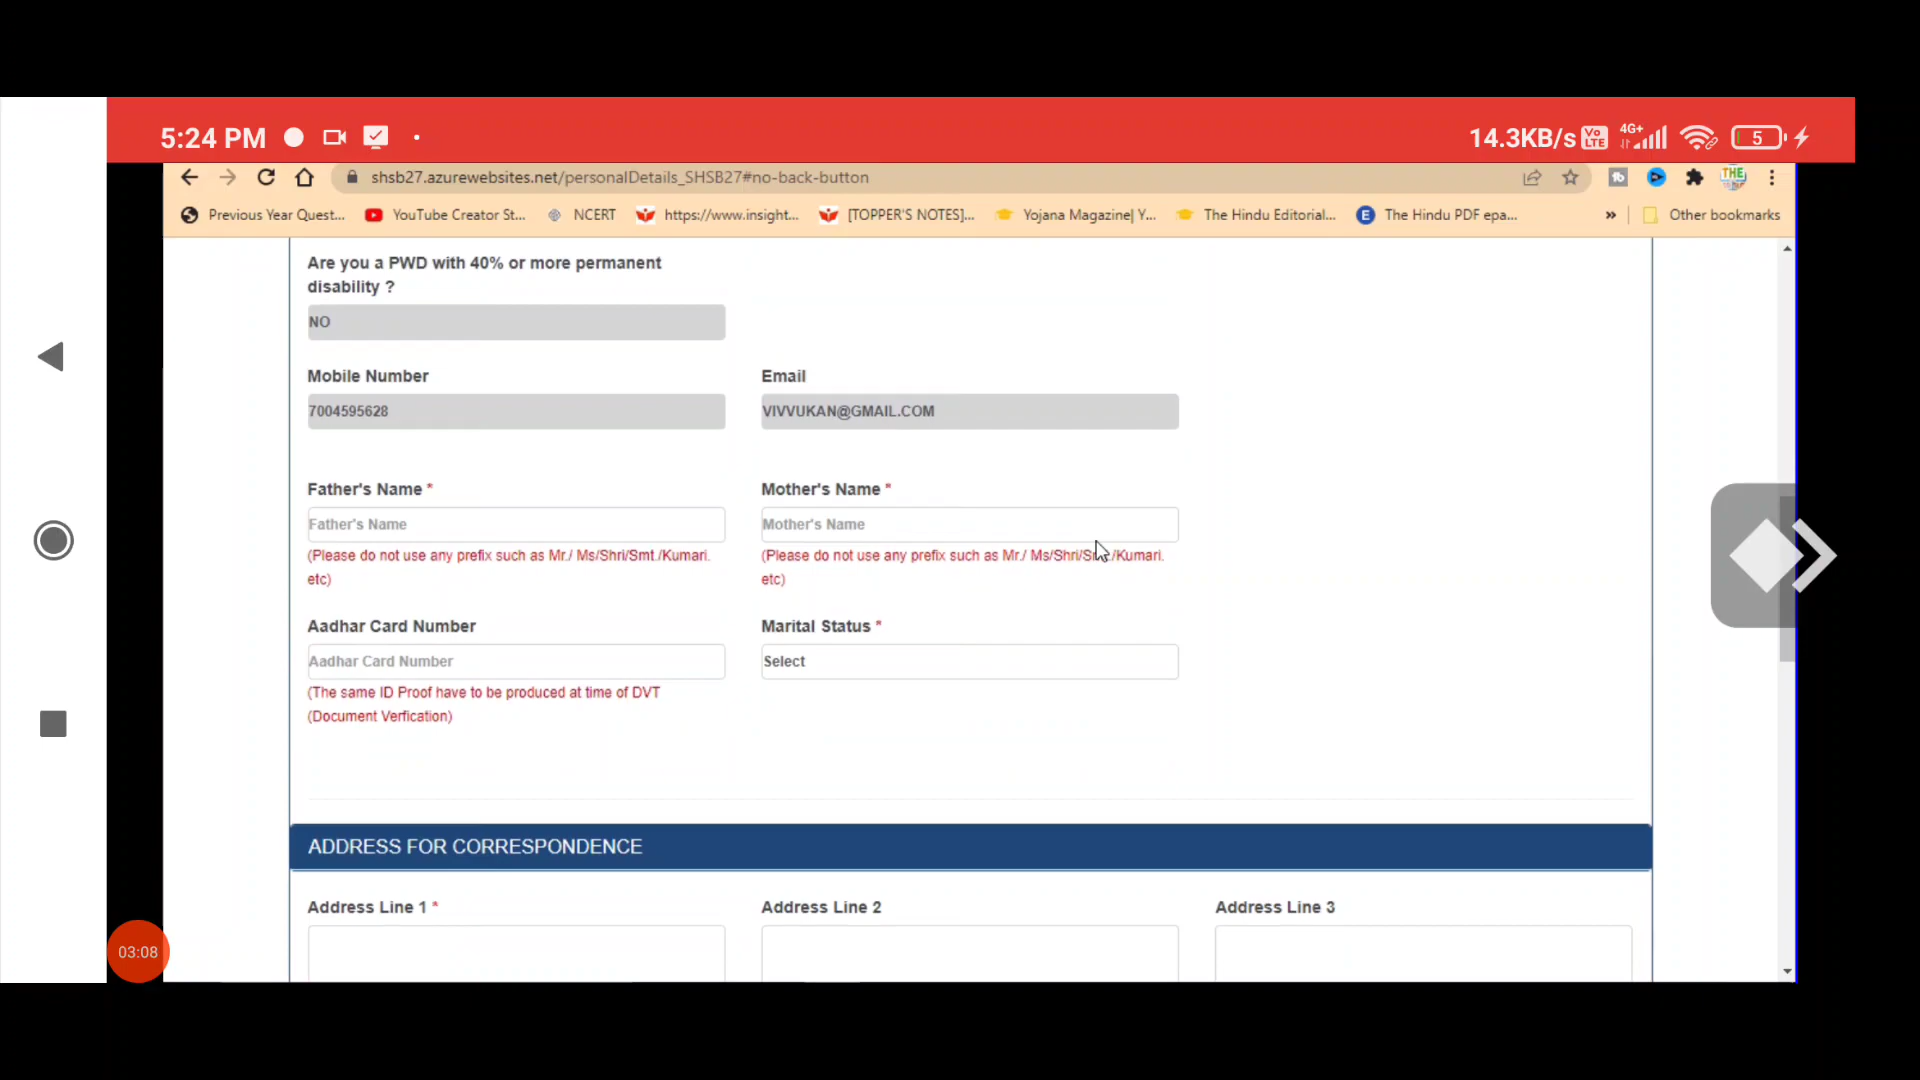 5:24 PM
14.3KB/s Vo LTE 4G+ 5
shsb27.azurewebsites.net/personalDetails_SHSB27#no-back-button
Previous Year Quest... YouTube Creator St... NCERT https://www.insight... [TOPPER'S NOTES]... Yojana Magazine| Y... The Hindu Editorial... E The Hindu PDF epa... » Other bookmarks
Are you a PWD with 40% or more permanent
disability ?
NO
Mobile Number Email
7004595628 VIVVUKAN@GMAIL.COM
Father's Name * Mother's Name *
Father's Name Mother's Name
(Please do not use any prefix such as Mr./ Ms/Shri/Smt./Kumari. (Please do not use any prefix such as Mr./ Ms/Shri/Smt./Kumari.
etc) etc)
Aadhar Card Number Marital Status *
Aadhar Card Number Select
(The same ID Proof have to be produced at time of DVT
(Document Verfication)
ADDRESS FOR CORRESPONDENCE
Address Line 1 * Address Line 2 Address Line 3
03:08